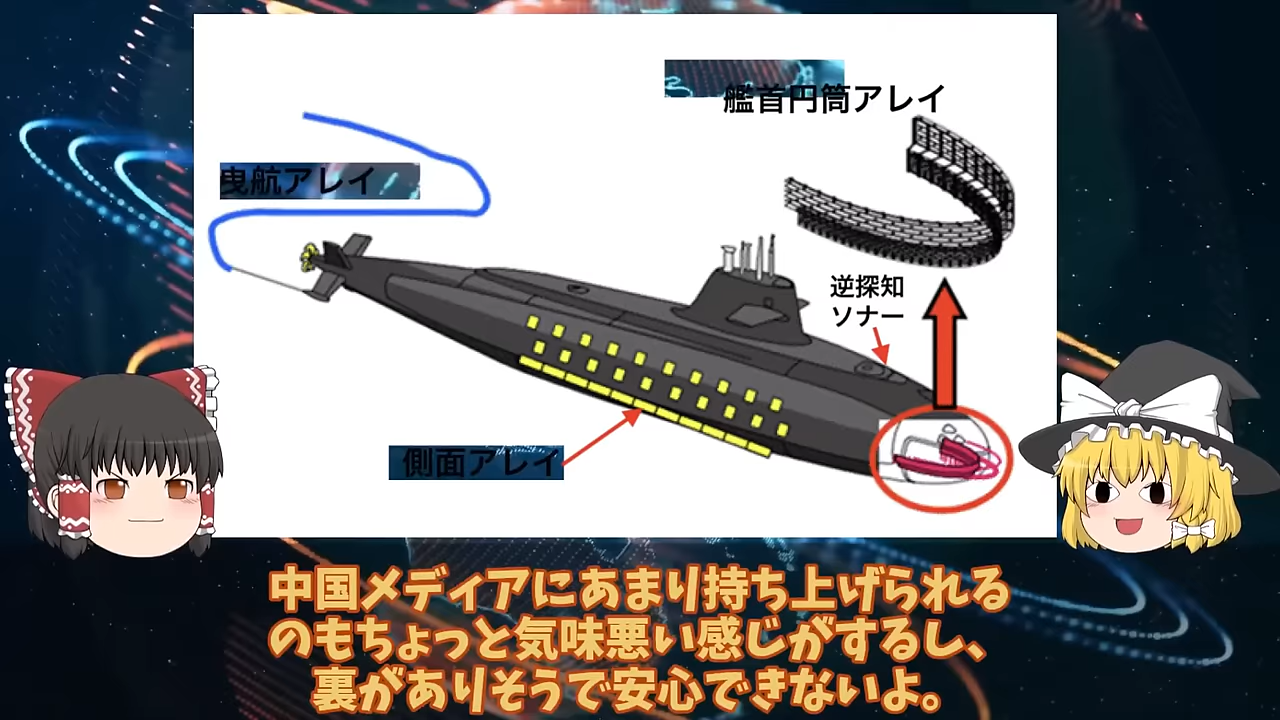 艦首円筒アレイ
曳航アレイ
逆探知
ソナー
側面アレイ
中国メディアにあまり持ち上げられる
のもちょっと気味悪い感じがするし、
裏がありそうで安心できないよ。